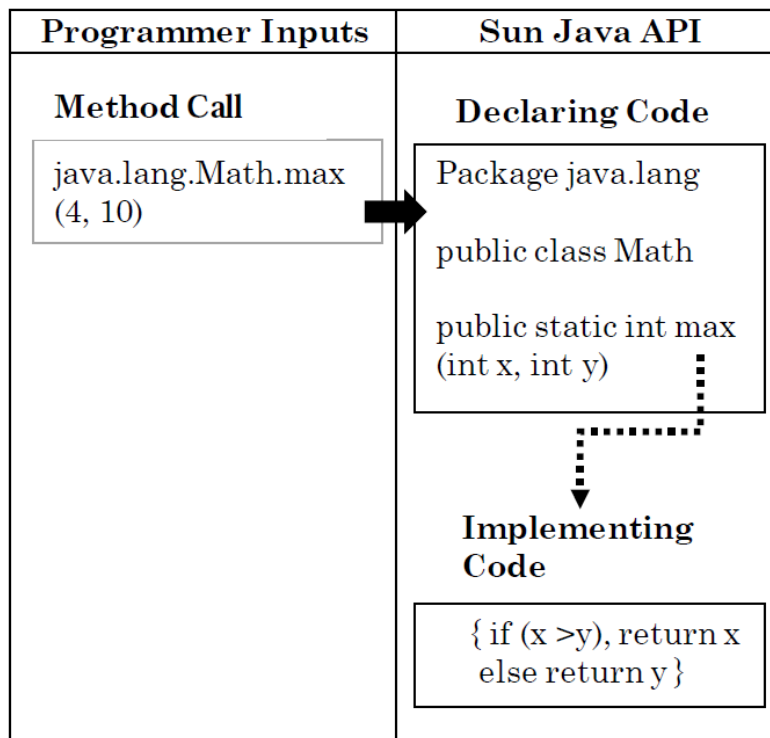 Programmer Inputs
Sun Java API
Method Call
java.lang.Math.max
(4, 10)
Declaring Code
Package java.lang
public class Math
public static int max
(int x, int y)
Implementing
Code
{ if (x >y), return x
else return y }